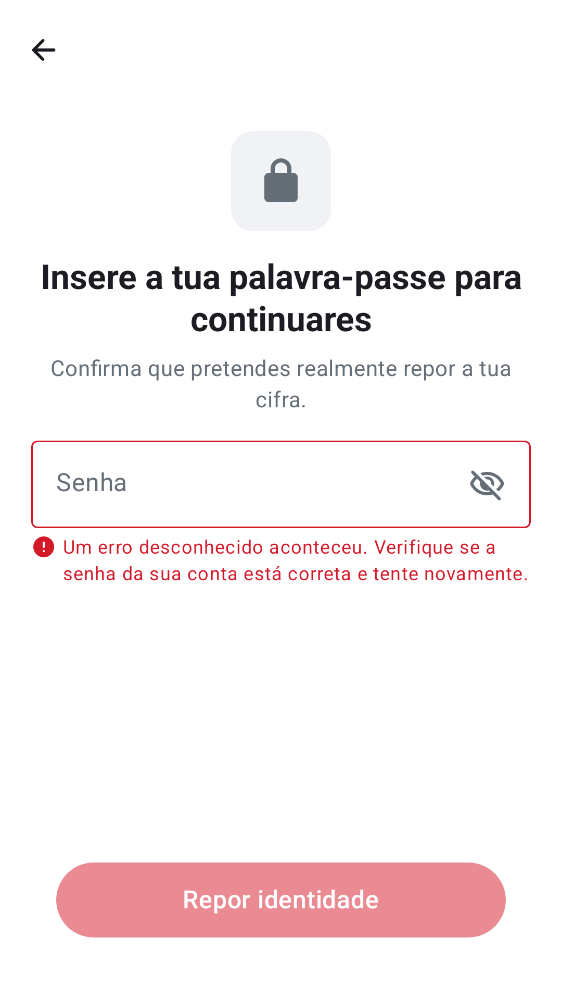 Insere a tua palavra-passe para
continuares
Confirma que pretendes realmente repor a tua
cifra.
Senha
Um erro desconhecido aconteceu. Verifique se a
senha da sua conta está correta e tente novamente.
Repor identidade